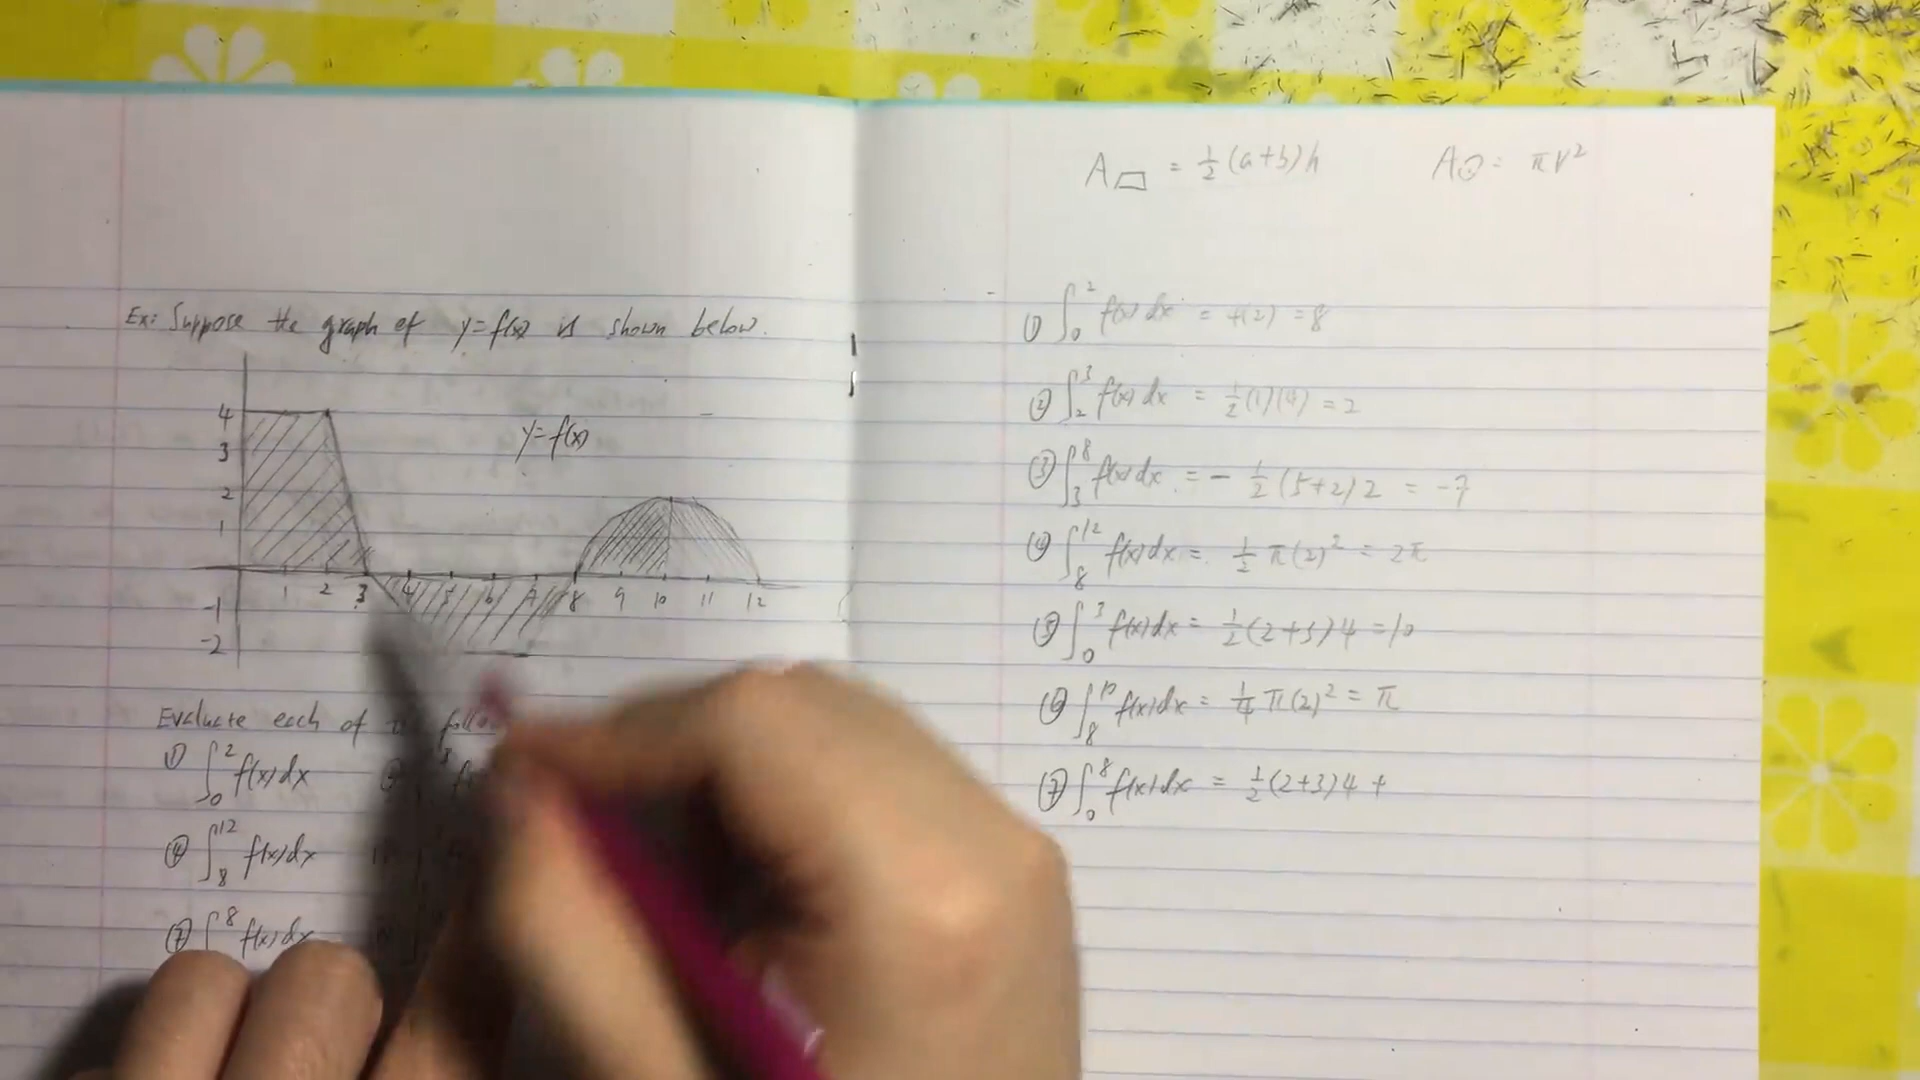 Ex: Suppose the graph of y=f(x) is shown below.
4
3
2
1
-1
-2
y=f(x)
1 2 3 4 5 6 7 8 9 10 11 12
Evaluate each of
① ∫₀² f(x)dx
④ ∫₈¹² f(x)dx
⑦ ∫⁸ f(x)dx
A▱ = ½(a+b)h A⊙ = πr²
① ∫₀² f(x)dx = 4(2) = 8
② ∫₂³ f(x)dx = ½(1)(4) = 2
③ ∫₃⁸ f(x)dx = - ½(5+2)2 = -7
④ ∫₈¹² f(x)dx = ½π(2)² = 2π
⑤ ∫₀³ f(x)dx = ½(2+3)4 = 10
⑥ ∫₈¹⁰ f(x)dx = ¼π(2)² = π
⑦ ∫₀⁸ f(x)dx = ½(2+3)4 +